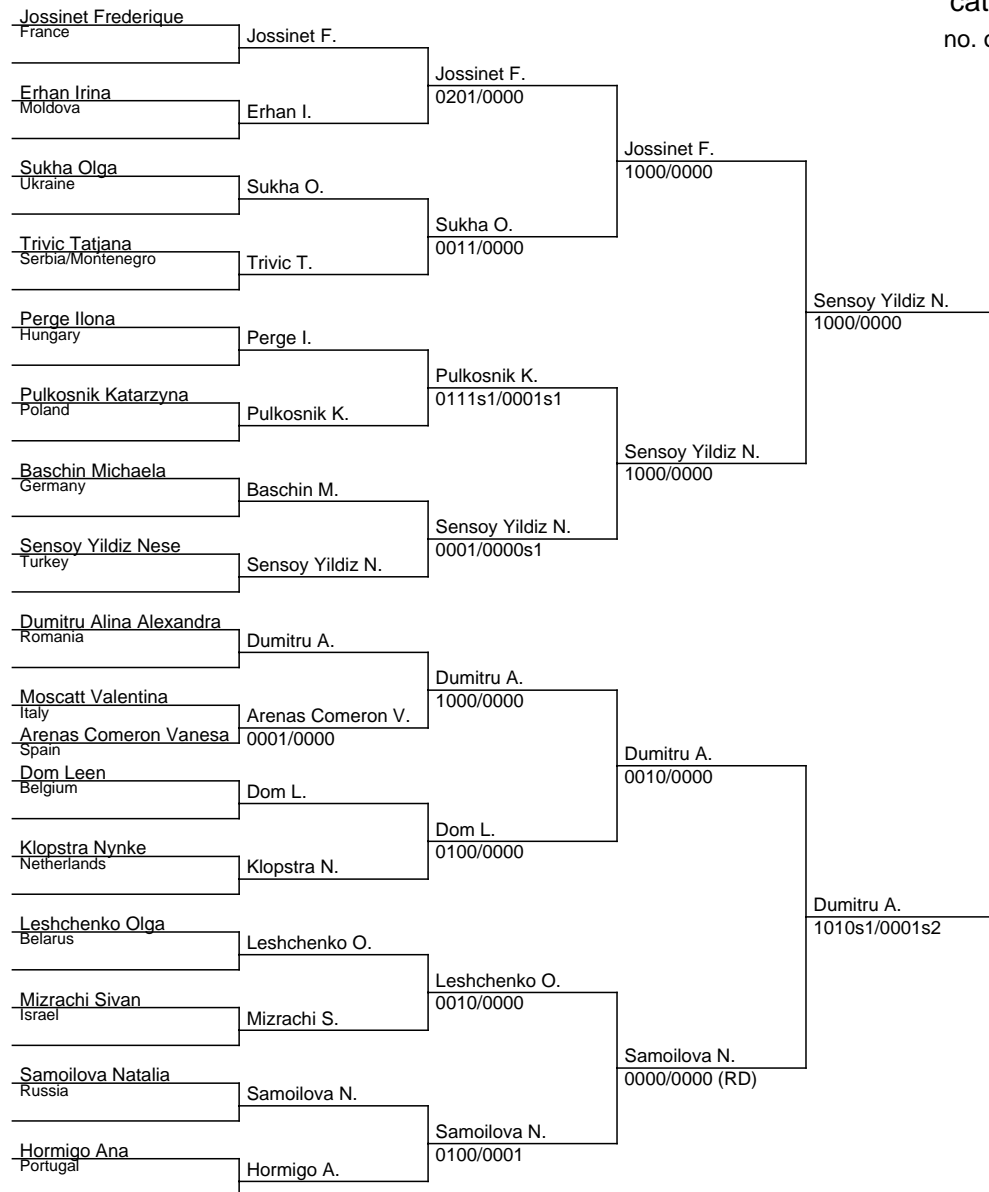 cat
no. o
Jossinet Frederique
France
Jossinet F.
Jossinet F.
0201/0000
Erhan Irina
Moldova
Erhan I.
Jossinet F.
1000/0000
Sukha Olga
Ukraine
Sukha O.
Sukha O.
0011/0000
Trivic Tatjana
Serbia/Montenegro
Trivic T.
Sensoy Yildiz N.
1000/0000
Perge Ilona
Hungary
Perge I.
Pulkosnik K.
0111s1/0001s1
Pulkosnik Katarzyna
Poland
Pulkosnik K.
Sensoy Yildiz N.
1000/0000
Baschin Michaela
Germany
Baschin M.
Sensoy Yildiz N.
0001/0000s1
Sensoy Yildiz Nese
Turkey
Sensoy Yildiz N.
Dumitru Alina Alexandra
Romania
Dumitru A.
Dumitru A.
1000/0000
Moscatt Valentina
Italy
Arenas Comeron V.
0001/0000
Arenas Comeron Vanesa
Spain
Dumitru A.
0010/0000
Dom Leen
Belgium
Dom L.
Dom L.
0100/0000
Klopstra Nynke
Netherlands
Klopstra N.
Dumitru A.
1010s1/0001s2
Leshchenko Olga
Belarus
Leshchenko O.
Leshchenko O.
0010/0000
Mizrachi Sivan
Israel
Mizrachi S.
Samoilova N.
0000/0000 (RD)
Samoilova Natalia
Russia
Samoilova N.
Samoilova N.
0100/0001
Hormigo Ana
Portugal
Hormigo A.